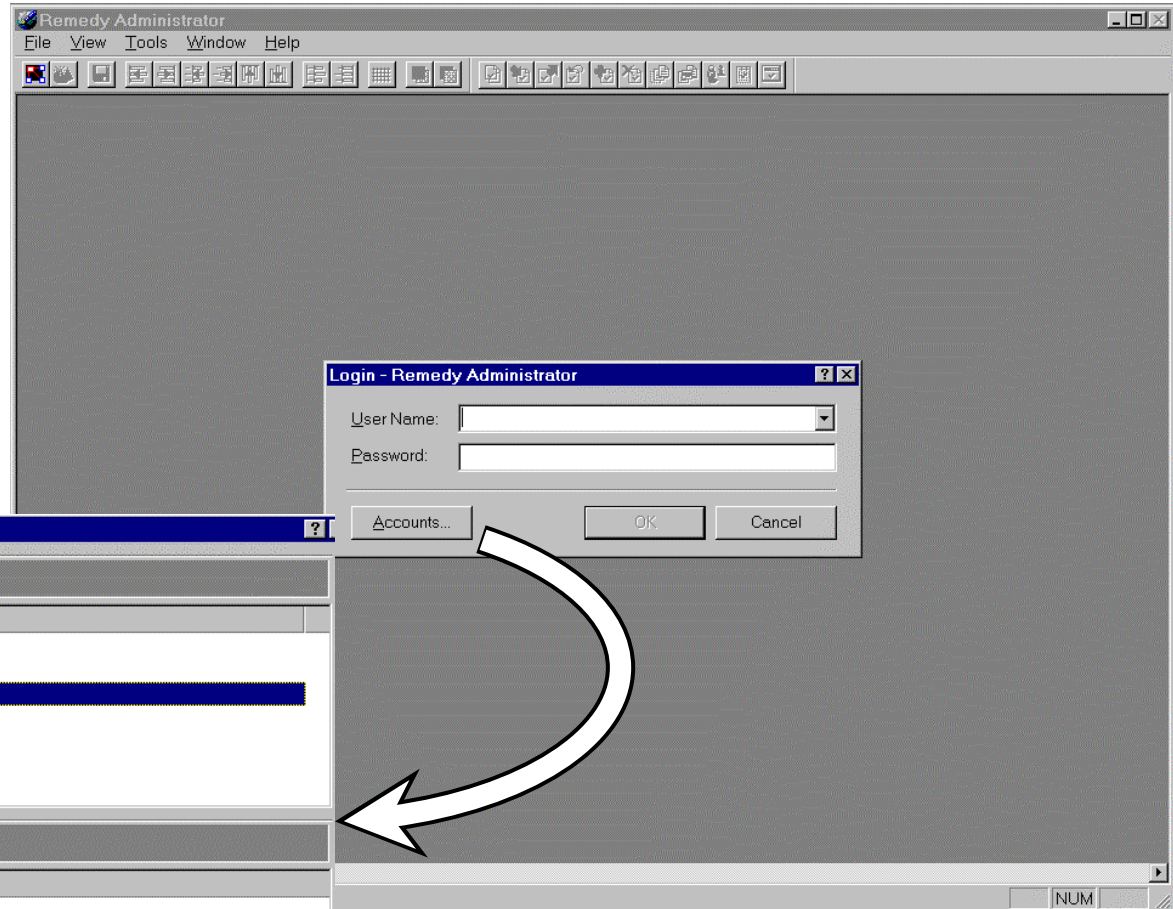 Remedy Administrator
File View Tools Window Help
Login - Remedy Administrator
User Name:
Password:
Accounts... OK Cancel
NUM